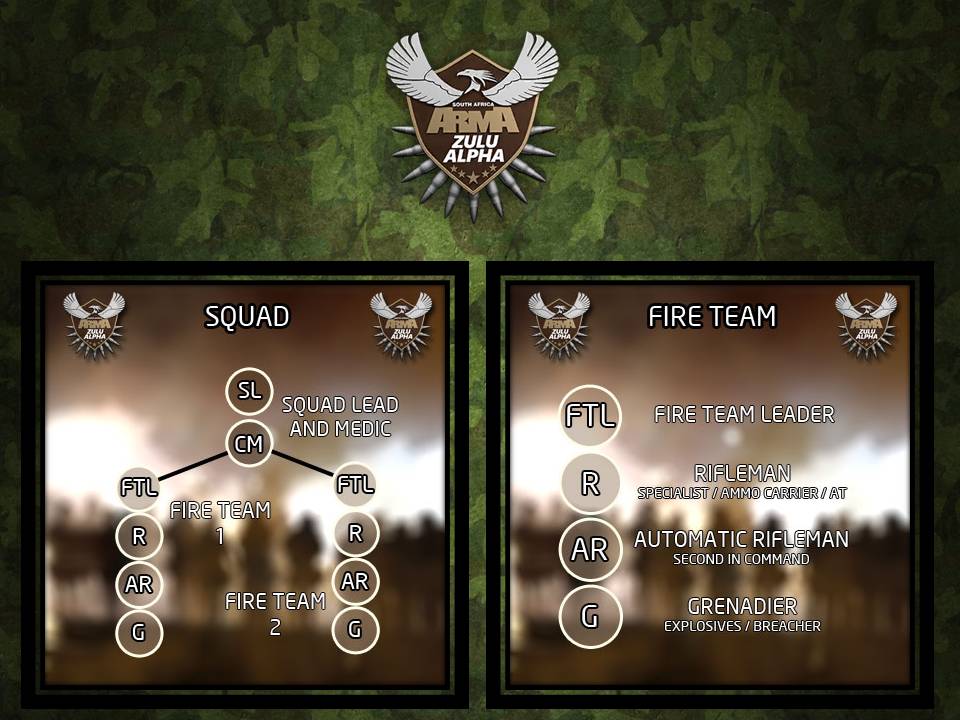 SOUTH AFRICA
ARMA
ZULU
ALPHA
SQUAD
ARMA
ZULU
ALPHA
ARMA
ZULU
ALPHA
SL
CM
SQUAD LEAD
AND MEDIC
FTL
R
AR
G
FIRE TEAM
1
FTL
R
AR
G
FIRE TEAM
2
FIRE TEAM
ARMA
ZULU
ALPHA
ARMA
ZULU
ALPHA
FTL
FIRE TEAM LEADER
R
RIFLEMAN
SPECIALIST / AMMO CARRIER / AT
AR
AUTOMATIC RIFLEMAN
SECOND IN COMMAND
G
GRENADIER
EXPLOSIVES / BREACHER